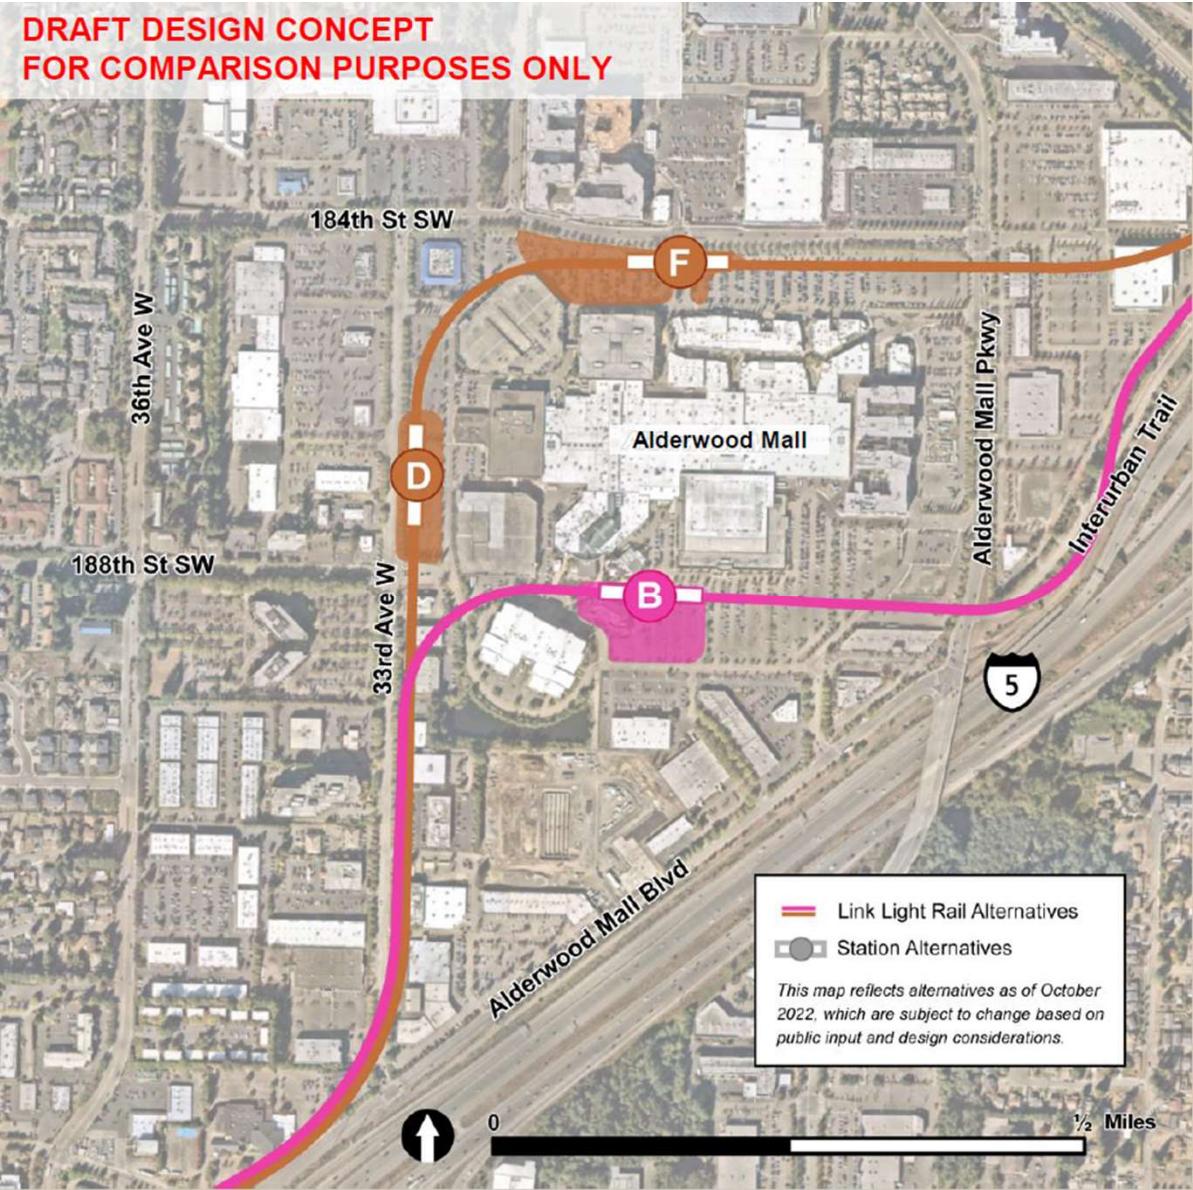 DRAFT DESIGN CONCEPT
FOR COMPARISON PURPOSES ONLY
184th St SW
F
36th Ave W
Alderwood Mall Pkwy
Alderwood Mall
D
Interurban Trail
188th St SW
33rd Ave W
B
5
Alderwood Mall Blvd
Link Light Rail Alternatives
Station Alternatives
This map reflects alternatives as of October
2022, which are subject to change based on
public input and design considerations.
0
½ Miles